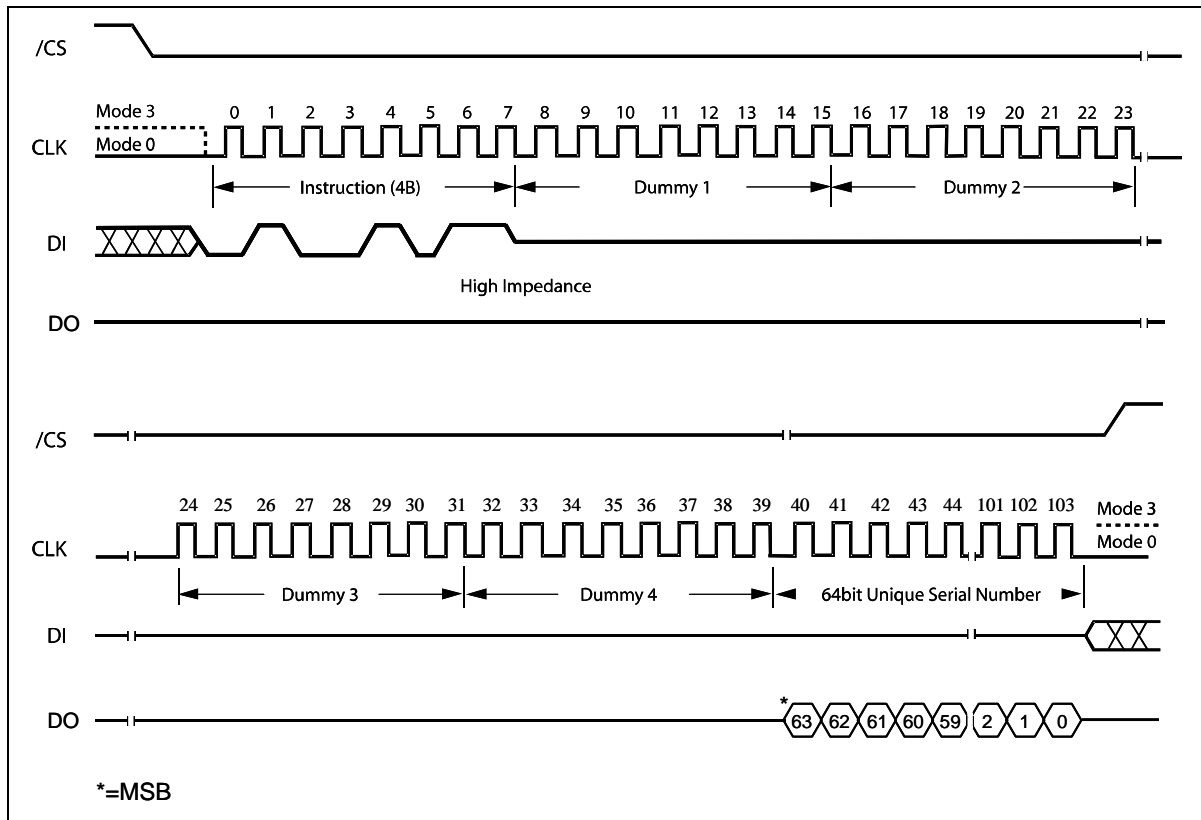 /CS
Mode 3
0 1 2 3 4 5 6 7 8 9 10 11 12 13 14 15 16 17 18 19 20 21 22 23
CLK
Mode 0
Instruction (4B) Dummy 1 Dummy 2
DI
High Impedance
DO
/CS
24 25 26 27 28 29 30 31 32 33 34 35 36 37 38 39 40 41 42 43 44 101 102 103
Mode 3
CLK
Mode 0
Dummy 3 Dummy 4 64bit Unique Serial Number
DI
*
DO
63 62 61 60 59 2 1 0
*=MSB